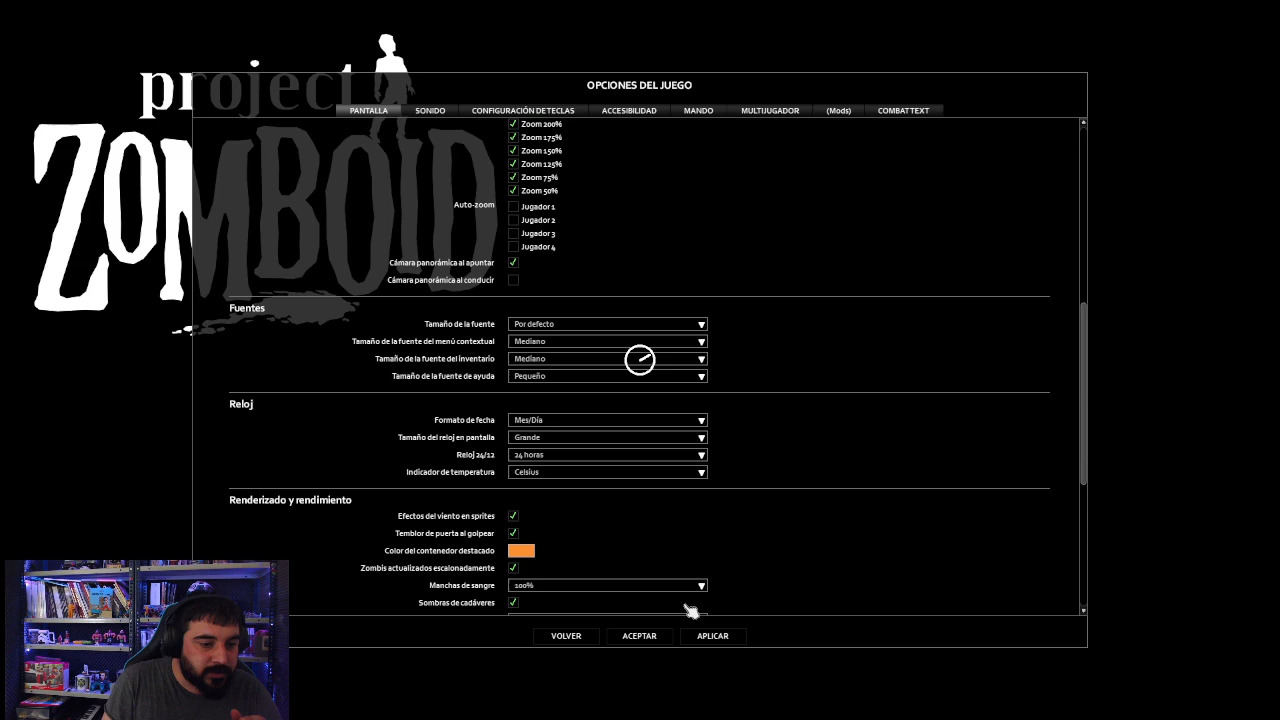 project
ZOMBOID
OPCIONES DEL JUEGO
PANTALLA SONIDO CONFIGURACIÓN DE TECLAS ACCESIBILIDAD MANDO MULTIJUGADOR (Mods) COMBAT TEXT
Zoom 200%
Zoom 175%
Zoom 150%
Zoom 125%
Zoom 75%
Zoom 50%
Auto-zoom Jugador 1
Jugador 2
Jugador 3
Jugador 4
Cámara panorámica al apuntar
Cámara panorámica al conducir
Fuentes
Tamaño de la fuente Por defecto
Tamaño de la fuente del menú contextual Mediano
Tamaño de la fuente del inventario Mediano
Tamaño de la fuente de ayuda Pequeño
Reloj
Formato de fecha Mes/Día
Tamaño del reloj en pantalla Grande
Reloj 24/12 24 horas
Indicador de temperatura Celsius
Renderizado y rendimiento
Efectos del viento en sprites
Temblor de puerta al golpear
Color del contenedor destacado
Zombis actualizados escalonadamente
Manchas de sangre 100%
Sombras de cadáveres
VOLVER ACEPTAR APLICAR